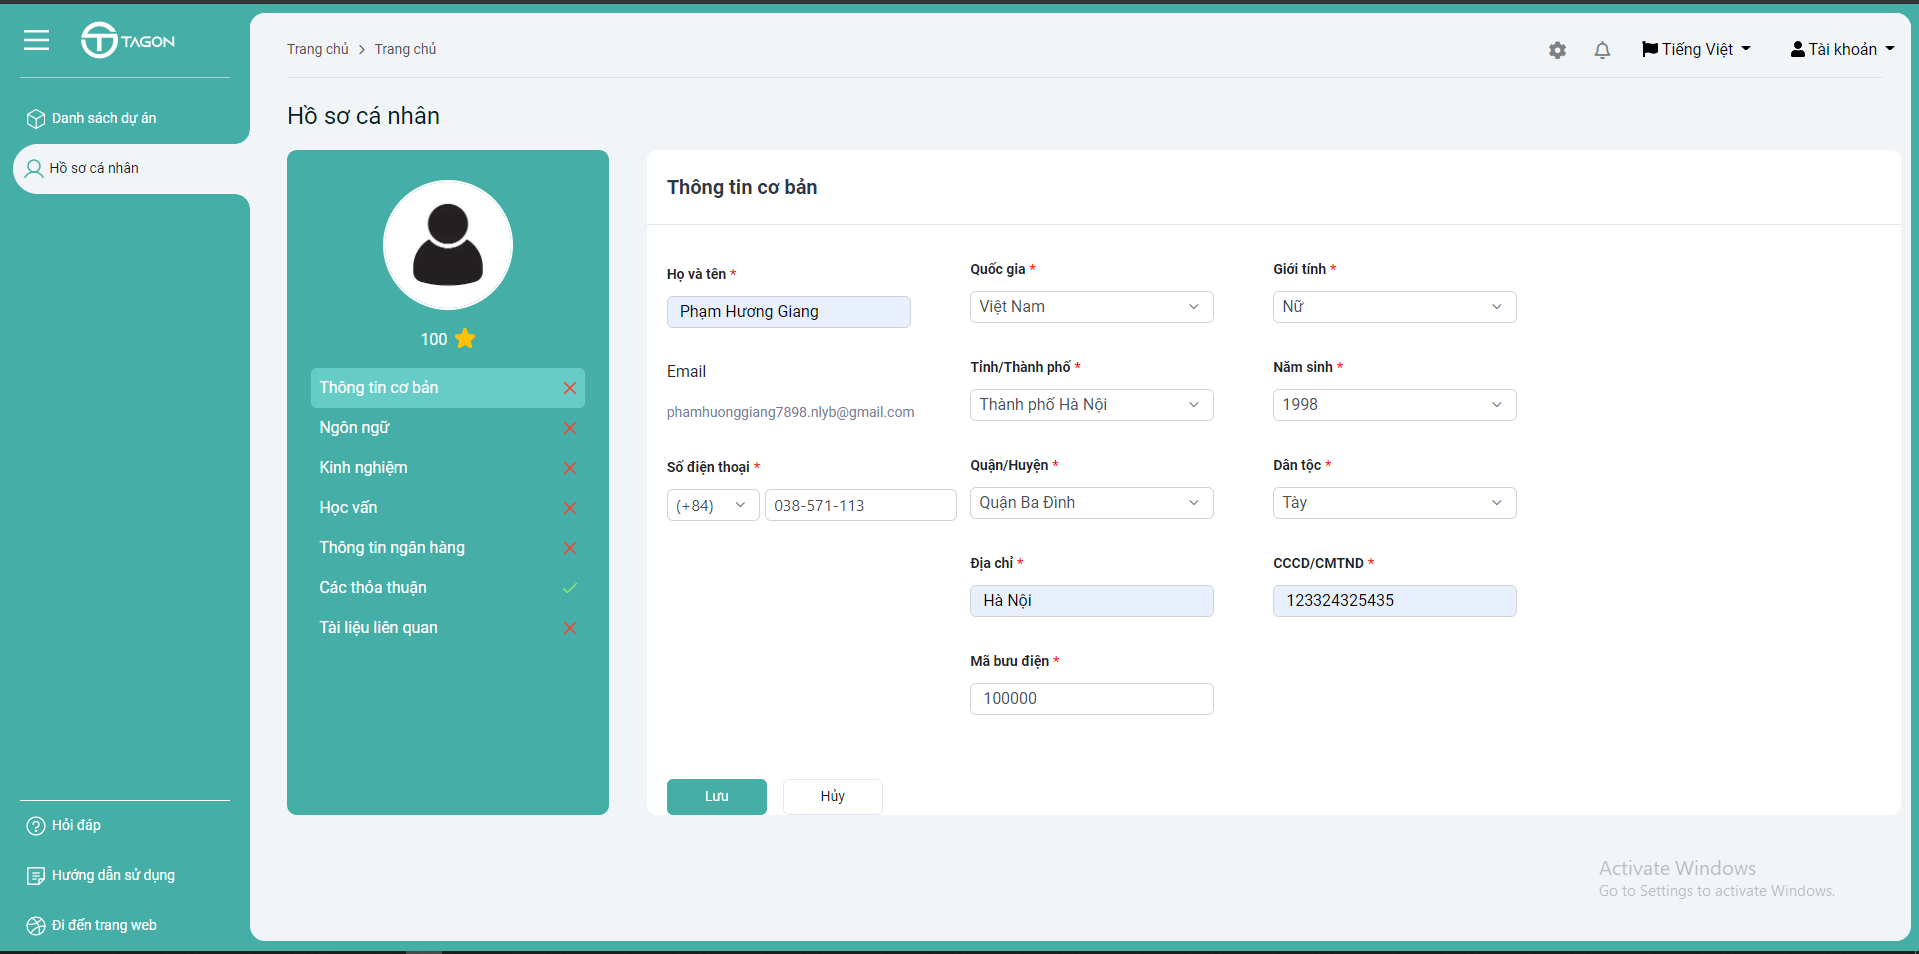 TAGON
Danh sách dự án
Hồ sơ cá nhân
Hỏi đáp
Hướng dẫn sử dụng
Đi đến trang web
Trang chủ > Trang chủ
Tiếng Việt
Tài khoản
Hồ sơ cá nhân
100
Thông tin cơ bản
Ngôn ngữ
Kinh nghiệm
Học vấn
Thông tin ngân hàng
Các thỏa thuận
Tài liệu liên quan
Thông tin cơ bản
Họ và tên *
Phạm Hương Giang
Email
phamhuonggiang7898.nlyb@gmail.com
Số điện thoại *
(+84) 038-571-113
Quốc gia *
Việt Nam
Tỉnh/Thành phố *
Thành phố Hà Nội
Quận/Huyện *
Quận Ba Đình
Địa chỉ *
Hà Nội
Mã bưu điện *
100000
Giới tính *
Nữ
Năm sinh *
1998
Dân tộc *
Tày
CCCD/CMTND *
123324325435
Lưu
Hủy
Activate Windows
Go to Settings to activate Windows.